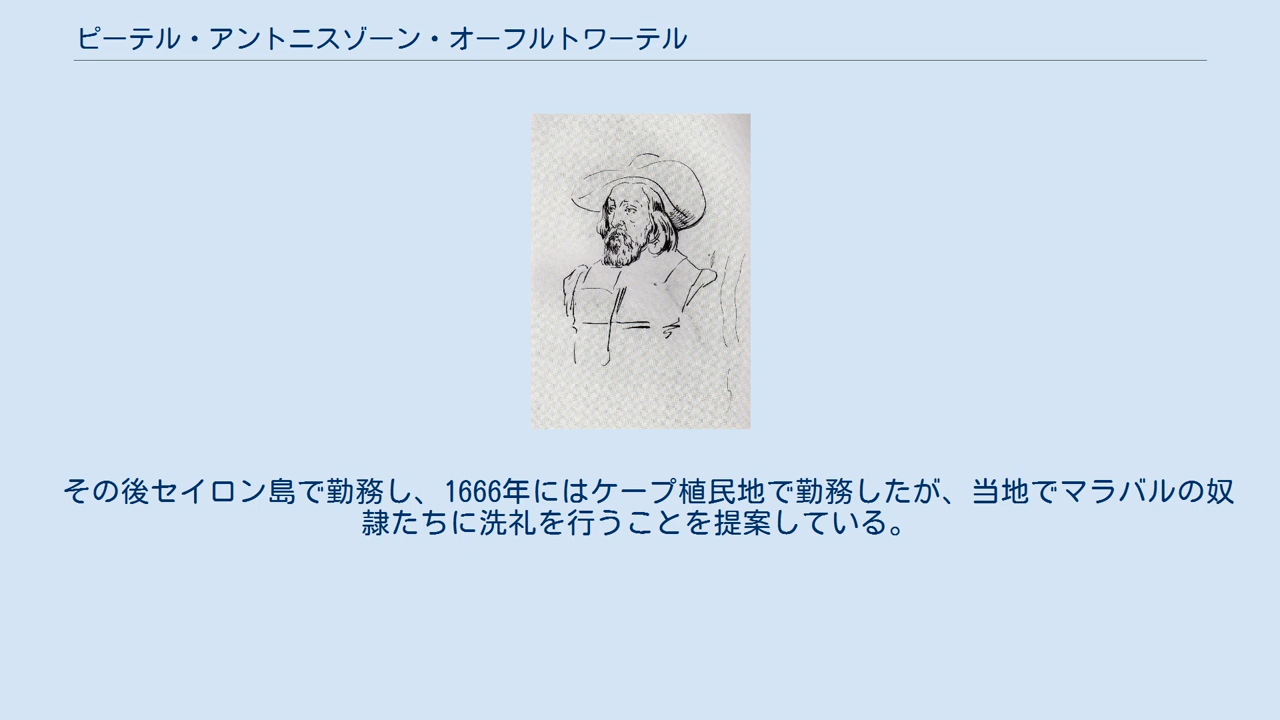 ピーテル・アントニスゾーン・オーフルトワーテル
その後セイロン島で勤務し、1666年にはケープ植民地で勤務したが、当地でマラバルの奴
隷たちに洗礼を行うことを提案している。